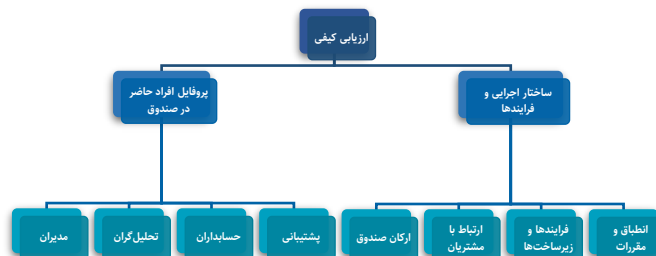 ارزیابی کیفی
ساختار اجرایی و
فرایندها
پروفایل افراد حاضر
در صندوق
انطباق و
مقررات
فرایندها و
زیرساخت‌ها
ارتباط با
مشتریان
ارکان صندوق
پشتیبانی
حسابداران
تحلیل‌گران
مدیران